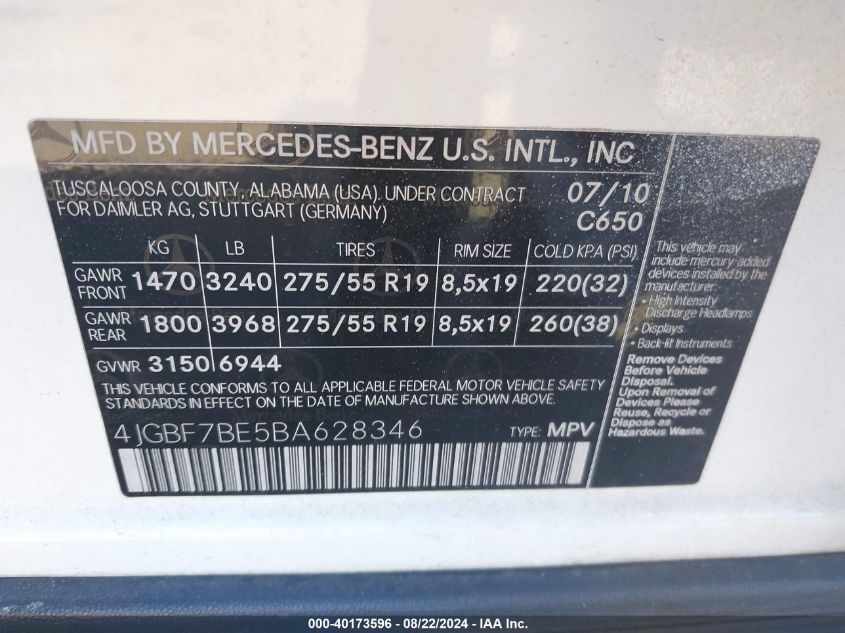 MFD BY MERCEDES-BENZ U.S. INTL., INC
TUSCALOOSA COUNTY, ALABAMA (USA). UNDER CONTRACT
FOR DAIMLER AG, STUTTGART (GERMANY)
07/10
C650
KG LB TIRES RIM SIZE COLD KPA (PSI)
GAWR FRONT 1470 3240 275/55 R19 8,5x19 220(32)
GAWR REAR 1800 3968 275/55 R19 8,5x19 260(38)
GVWR 3150 6944
THIS VEHICLE CONFORMS TO ALL APPLICABLE FEDERAL MOTOR VEHICLE SAFETY
STANDARDS IN EFFECT ON THE DATE OF MANUFACTURE SHOWN ABOVE.
4JGBF7BE5BA628346 TYPE: MPV
This vehicle may
include mercury-added
devices installed by the
manufacturer:
• High Intensity
Discharge Headlamps
• Displays
• Back-lit Instruments
Remove Devices
Before Vehicle
Disposal.
Upon Removal of
Devices Please
Reuse, Recycle or
Dispose as
Hazardous Waste.
000-40173596 - 08/22/2024 - IAA Inc.